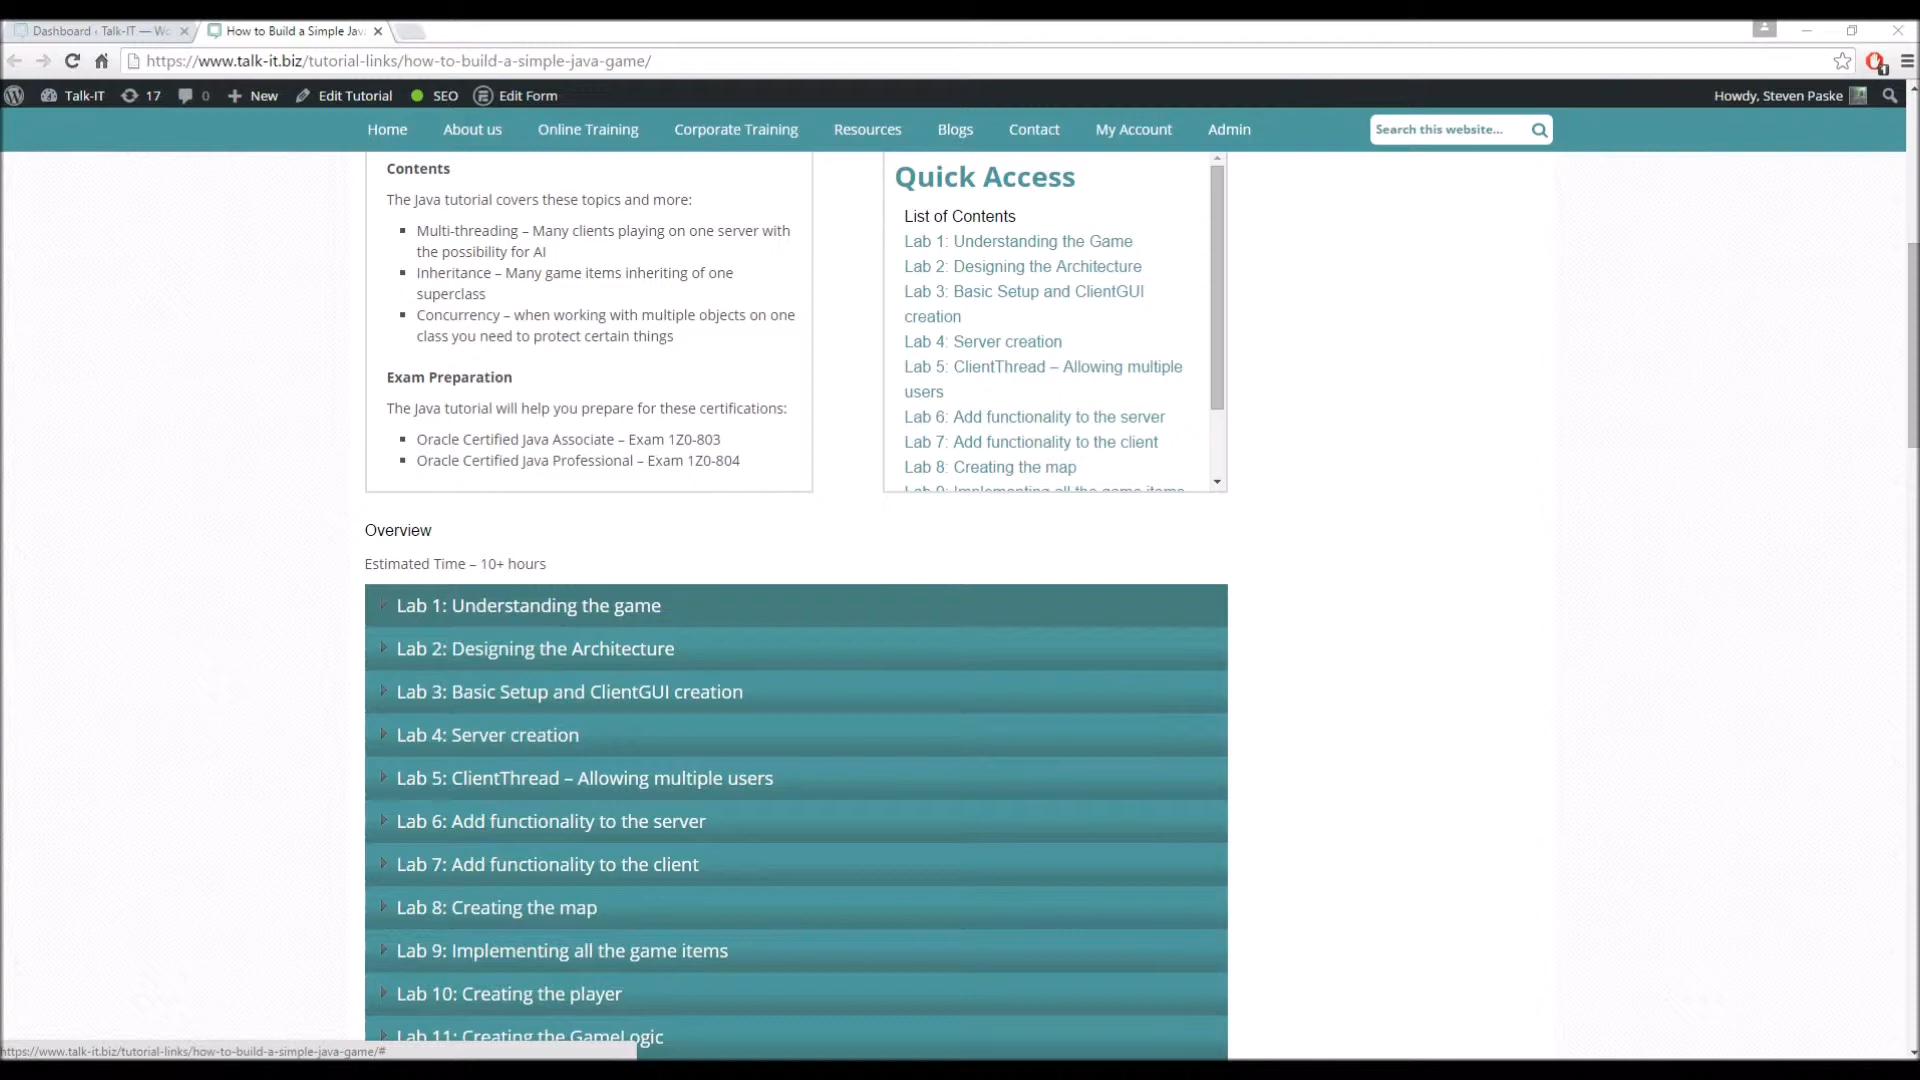 Dashboard ‹ Talk-IT — Wo
How to Build a Simple Jav
https://www.talk-it.biz/tutorial-links/how-to-build-a-simple-java-game/
Talk-IT 17 0 New Edit Tutorial SEO Edit Form Howdy, Steven Paske
Home About us Online Training Corporate Training Resources Blogs Contact My Account Admin Search this website...
Contents
The Java tutorial covers these topics and more:
Multi-threading – Many clients playing on one server with
the possibility for AI
Inheritance – Many game items inheriting of one
superclass
Concurrency – when working with multiple objects on one
class you need to protect certain things
Exam Preparation
The Java tutorial will help you prepare for these certifications:
Oracle Certified Java Associate – Exam 1Z0-803
Oracle Certified Java Professional – Exam 1Z0-804
Quick Access
List of Contents
Lab 1: Understanding the Game
Lab 2: Designing the Architecture
Lab 3: Basic Setup and ClientGUI
creation
Lab 4: Server creation
Lab 5: ClientThread – Allowing multiple
users
Lab 6: Add functionality to the server
Lab 7: Add functionality to the client
Lab 8: Creating the map
Lab 9: Implementing all the game items
Overview
Estimated Time – 10+ hours
Lab 1: Understanding the game
Lab 2: Designing the Architecture
Lab 3: Basic Setup and ClientGUI creation
Lab 4: Server creation
Lab 5: ClientThread – Allowing multiple users
Lab 6: Add functionality to the server
Lab 7: Add functionality to the client
Lab 8: Creating the map
Lab 9: Implementing all the game items
Lab 10: Creating the player
Lab 11: Creating the GameLogic
https://www.talk-it.biz/tutorial-links/how-to-build-a-simple-java-game/#